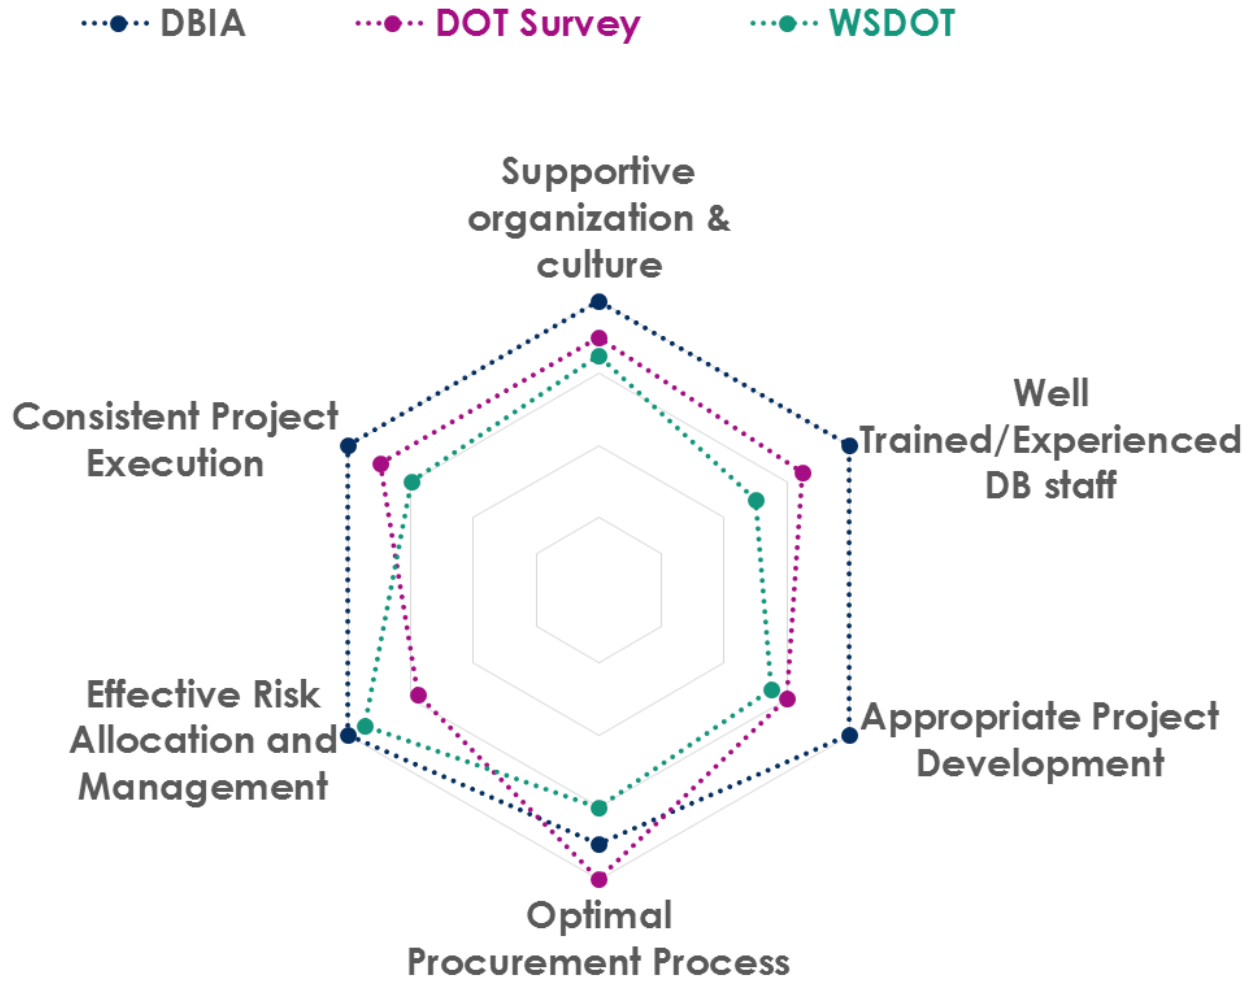 DBIA DOT Survey WSDOT
Supportive
organization &
culture
Well
Trained/Experienced
DB staff
Consistent Project
Execution
Effective Risk
Allocation and
Management
Appropriate Project
Development
Optimal
Procurement Process